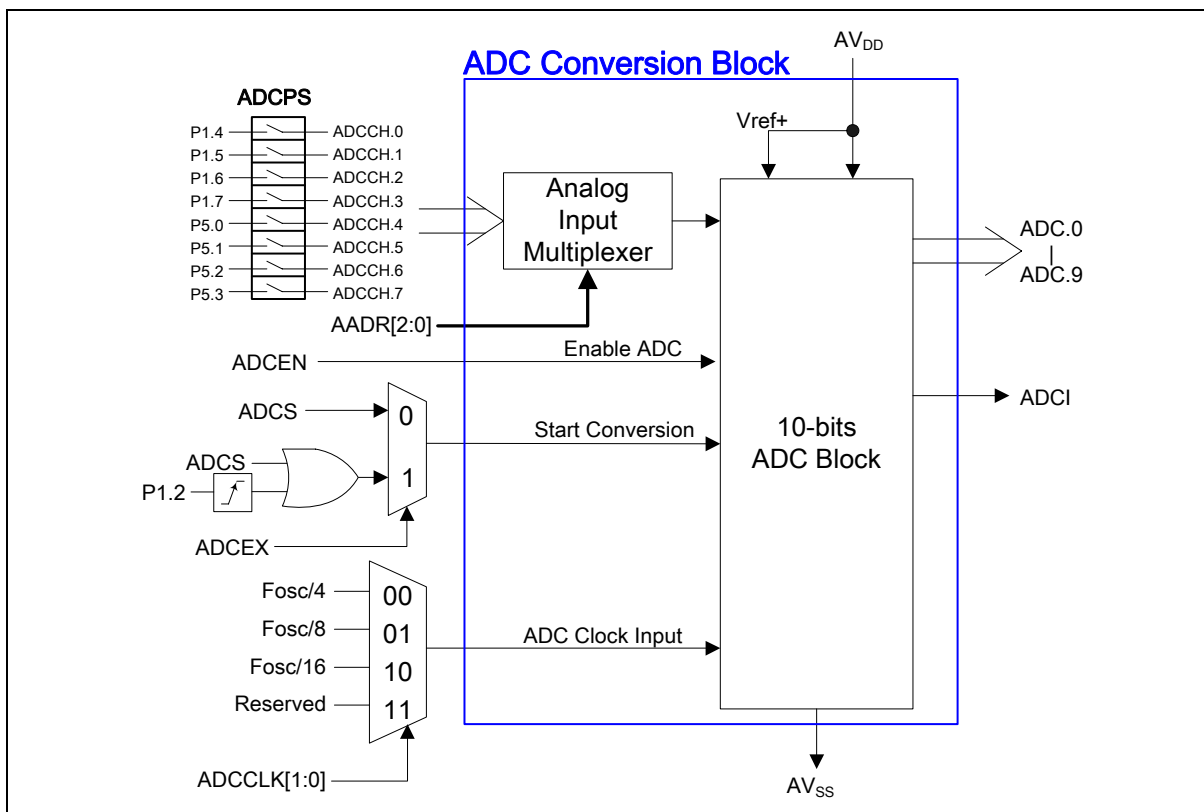 AVDD
ADC Conversion Block
ADCPS
Vref+
P1.4 ADCCH.0
P1.5 ADCCH.1
P1.6 ADCCH.2
P1.7 ADCCH.3
P5.0 ADCCH.4
P5.1 ADCCH.5
P5.2 ADCCH.6
P5.3 ADCCH.7
Analog
Input
Multiplexer
ADC.0
ADC.9
AADR[2:0]
Enable ADC
ADCEN
ADCS
0
Start Conversion
10-bits
ADC Block
ADCI
ADCS
P1.2
1
ADCEX
Fosc/4
00
Fosc/8
01
ADC Clock Input
Fosc/16
10
Reserved
11
ADCCLK[1:0]
AVSS